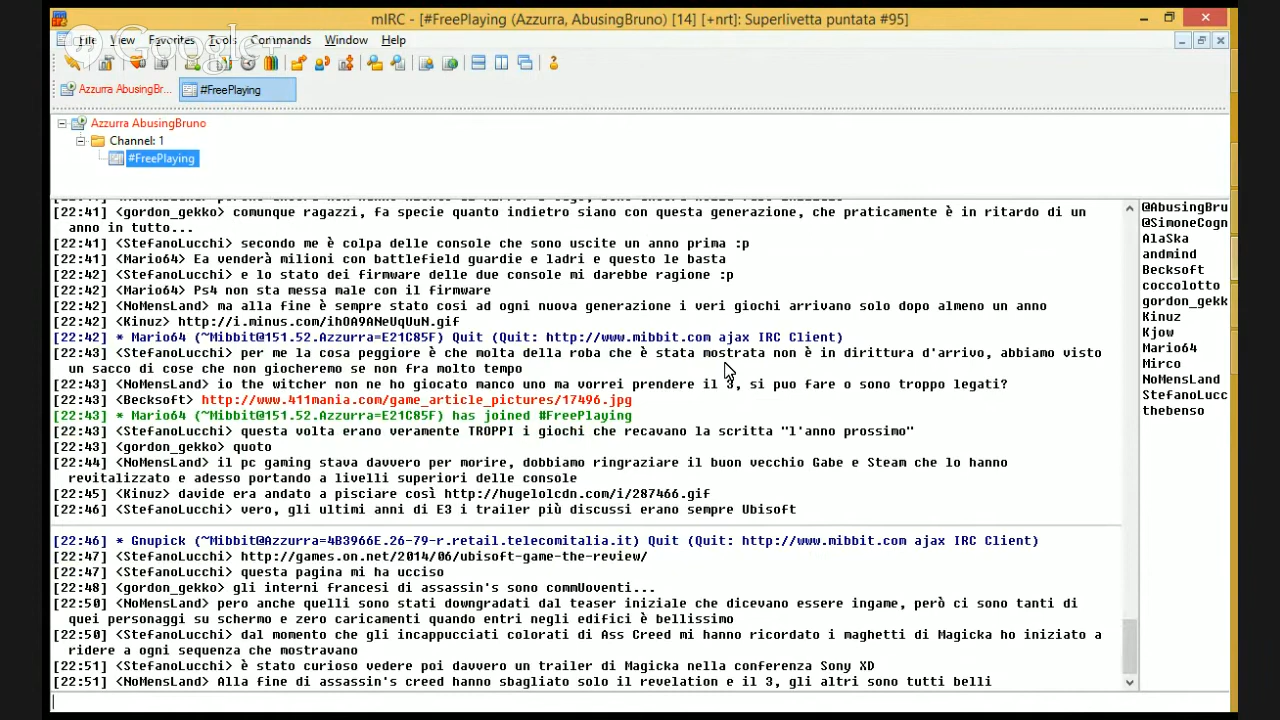 mIRC - [#FreePlaying (Azzurra, AbusingBruno) [14] [+nrt]: Superlivetta puntata #95]
File View Favorites Tools Commands Window Help
Google+
Azzurra AbusingBr... #FreePlaying
Azzurra AbusingBruno
Channel: 1
#FreePlaying
[22:41] <gordon_gekko> comunque ragazzi, fa specie quanto indietro siano con questa generazione, che praticamente è in ritardo di un
anno in tutto...
[22:41] <StefanoLucchi> secondo me è colpa delle console che sono uscite un anno prima :p
[22:41] <Mario64> Ea venderà milioni con battlefield guardie e ladri e questo le basta
[22:42] <StefanoLucchi> e lo stato dei firmware delle due console mi darebbe ragione :p
[22:42] <Mario64> Ps4 non sta messa male con il firmware
[22:42] <NoMensLand> ma alla fine è sempre stato cosi ad ogni nuova generazione i veri giochi arrivano solo dopo almeno un anno
[22:42] <Kinuz> http://i.minus.com/ihOA9ANeUqUuN.gif
[22:42] * Mario64 (~Mibbit@151.52.Azzurra=E21C85F) Quit (Quit: http://www.mibbit.com ajax IRC Client)
[22:43] <StefanoLucchi> per me la cosa peggiore è che molta della roba che è stata mostrata non è in dirittura d'arrivo, abbiamo visto
un sacco di cose che non giocheremo se non fra molto tempo
[22:43] <NoMensLand> io the witcher non ne ho giocato manco uno ma vorrei prendere il 3, si puo fare o sono troppo legati?
[22:43] <Becksoft> http://www.411mania.com/game_article_pictures/17496.jpg
[22:43] * Mario64 (~Mibbit@151.52.Azzurra=E21C85F) has joined #FreePlaying
[22:43] <StefanoLucchi> questa volta erano veramente TROPPI i giochi che recavano la scritta "l'anno prossimo"
[22:43] <gordon_gekko> quoto
[22:44] <NoMensLand> il pc gaming stava davvero per morire, dobbiamo ringraziare il buon vecchio Gabe e Steam che lo hanno
revitalizzato e adesso portando a livelli superiori delle console
[22:45] <Kinuz> davide era andato a pisciare così http://hugelolcdn.com/i/287466.gif
[22:46] <StefanoLucchi> vero, gli ultimi anni di E3 i trailer più discussi erano sempre Ubisoft
[22:46] * Gnupick (~Mibbit@Azzurra=4B3966E.26-79-r.retail.telecomitalia.it) Quit (Quit: http://www.mibbit.com ajax IRC Client)
[22:47] <StefanoLucchi> http://games.on.net/2014/06/ubisoft-game-the-review/
[22:47] <StefanoLucchi> questa pagina mi ha ucciso
[22:48] <gordon_gekko> gli interni francesi di assassin's sono commUoventi...
[22:50] <NoMensLand> pero anche quelli sono stati downgradati dal teaser iniziale che dicevano essere ingame, però ci sono tanti di
quei personaggi su schermo e zero caricamenti quando entri negli edifici è bellissimo
[22:50] <StefanoLucchi> dal momento che gli incappucciati colorati di Ass Creed mi hanno ricordato i maghetti di Magicka ho iniziato a
ridere a ogni sequenza che mostravano
[22:51] <StefanoLucchi> è stato curioso vedere poi davvero un trailer di Magicka nella conferenza Sony XD
[22:51] <NoMensLand> Alla fine di assassin's creed hanno sbagliato solo il revelation e il 3, gli altri sono tutti belli
@AbusingBru
@SimoneCogn
AlaSka
andmind
Becksoft
coccolotto
gordon_gekk
Kinuz
Kjow
Mario64
Mirco
NoMensLand
StefanoLucc
thebenso